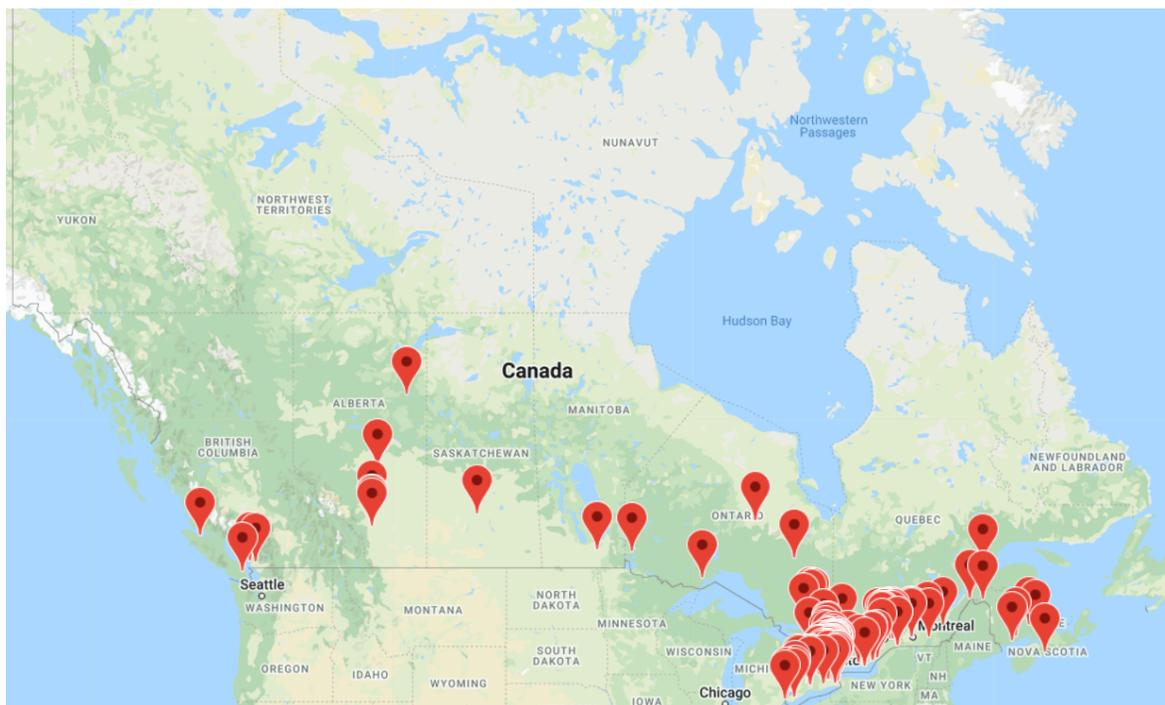 Northwestern
Passages
NUNAVUT
NORTHWEST
TERRITORIES
YUKON
Hudson Bay
Canada
ALBERTA
MANITOBA
BRITISH
COLUMBIA
SASKATCHEWAN
NEWFOUNDLAND
AND LABRADOR
ONTARIO
QUEBEC
Seattle
WASHINGTON
MONTANA
NORTH
DAKOTA
MINNESOTA
Montreal
MAINE
NOVA SCOTIA
OREGON
IDAHO
WYOMING
SOUTH
DAKOTA
WISCONSIN
MICHI
VT
NH
NEW YORK
MA
Chicago
IOWA